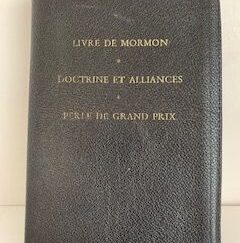 LIVRE DE MORMON
*
DOCTRINE ET ALLIANCES
*
PERLE DE GRAND PRIX